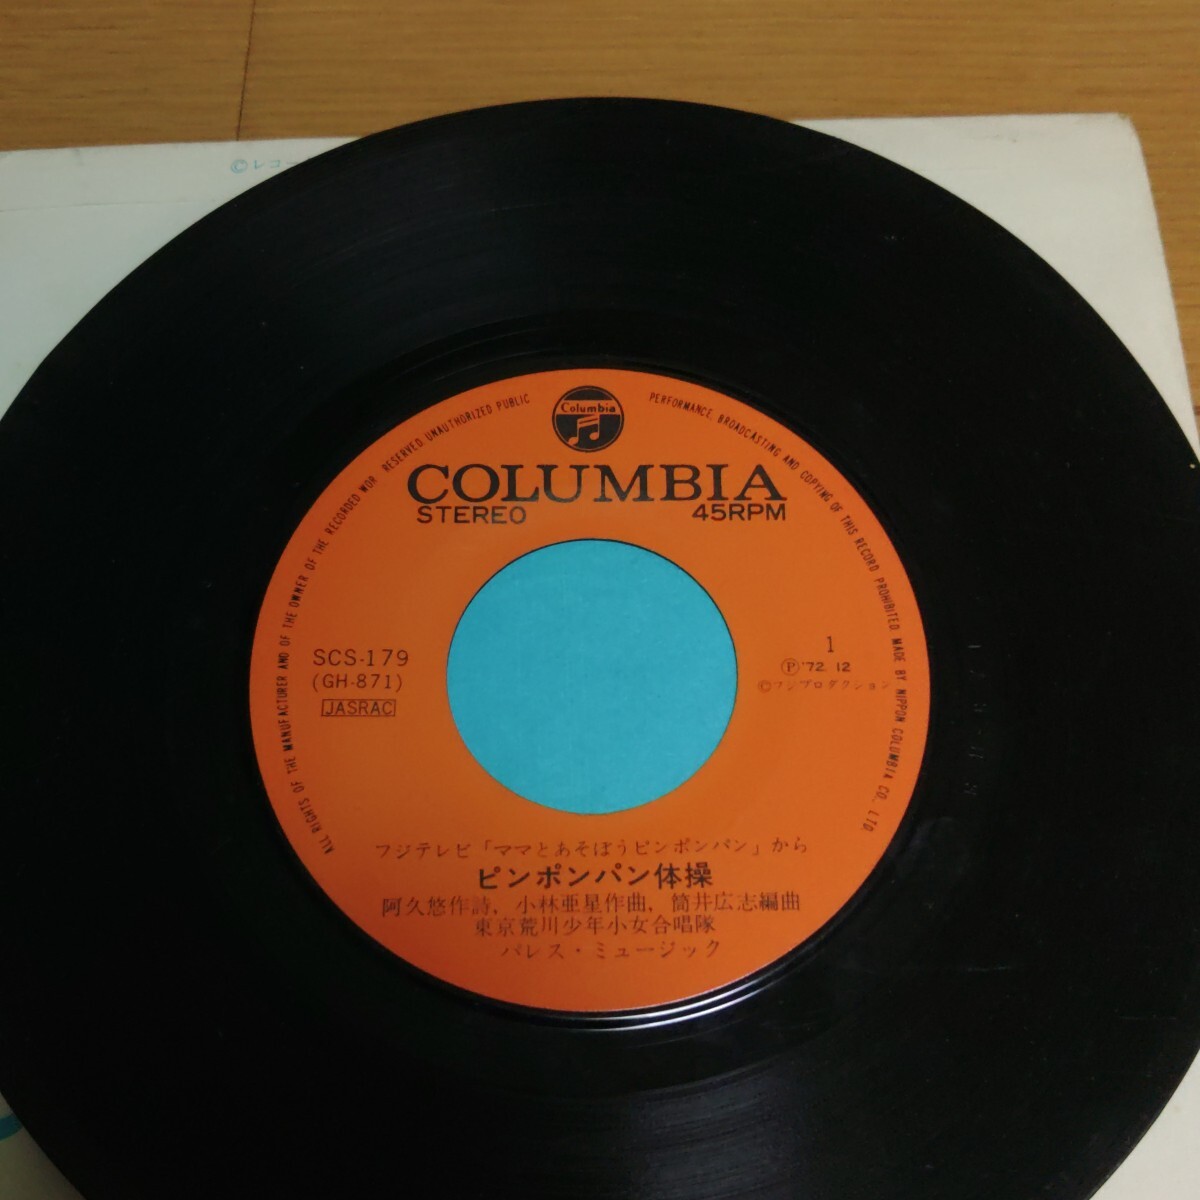 ©レコー
Columbia
COLUMBIA
STEREO 45RPM
ALL RIGHTS OF THE MANUFACTURER AND OF THE OWNER OF THE RECORDED WOR. RESERVED UNAUTHORIZED PUBLIC PERFORMANCE, BROADCASTING AND COPYING OF THIS RECORD PROHIBITED MADE BY NIPPON COLUMBIA CO., LTD.
SCS-179
(GH-871)
JASRAC
1
Ⓟ'72.12
©フジプロダクション
フジテレビ「ママとあそぼうピンポンパン」から
ピンポンパン体操
阿久悠作詩, 小林亜星作曲, 筒井広志編曲
東京荒川少年小女合唱隊
パレス・ミュージック